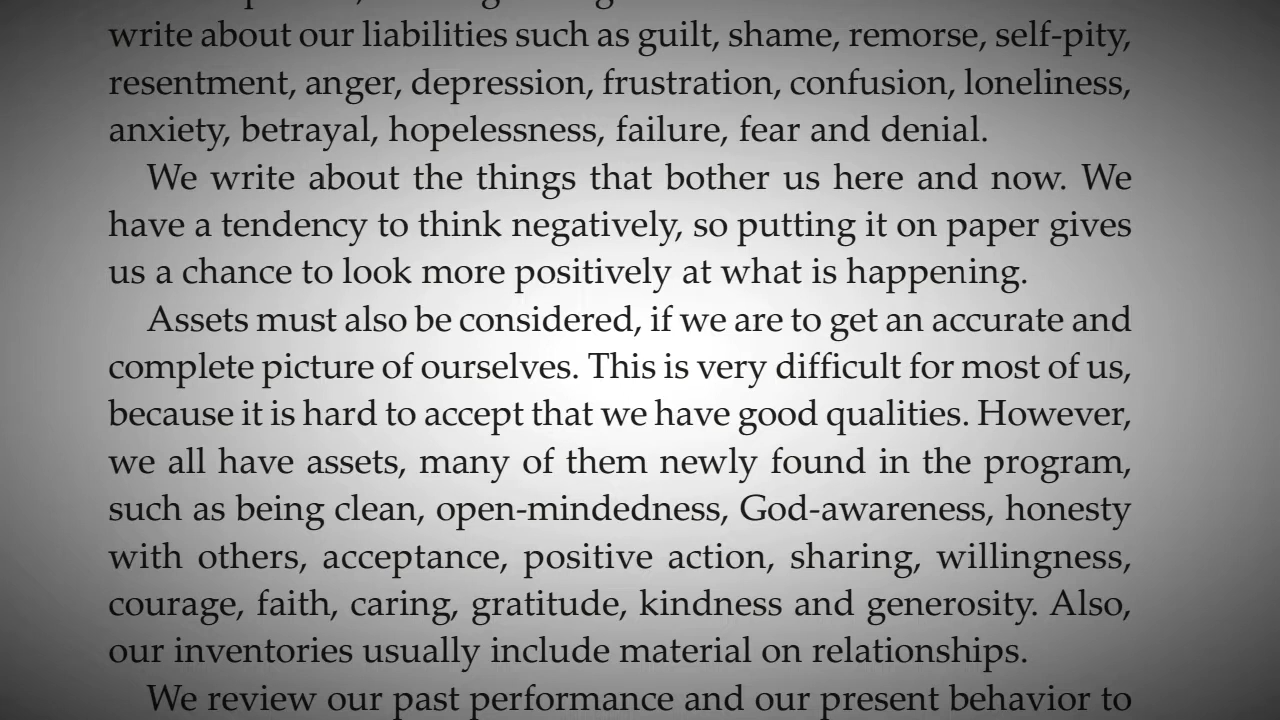 write about our liabilities such as guilt, shame, remorse, self-pity,
resentment, anger, depression, frustration, confusion, loneliness,
anxiety, betrayal, hopelessness, failure, fear and denial.
We write about the things that bother us here and now. We
have a tendency to think negatively, so putting it on paper gives
us a chance to look more positively at what is happening.
Assets must also be considered, if we are to get an accurate and
complete picture of ourselves. This is very difficult for most of us,
because it is hard to accept that we have good qualities. However,
we all have assets, many of them newly found in the program,
such as being clean, open-mindedness, God-awareness, honesty
with others, acceptance, positive action, sharing, willingness,
courage, faith, caring, gratitude, kindness and generosity. Also,
our inventories usually include material on relationships.
We review our past performance and our present behavior to